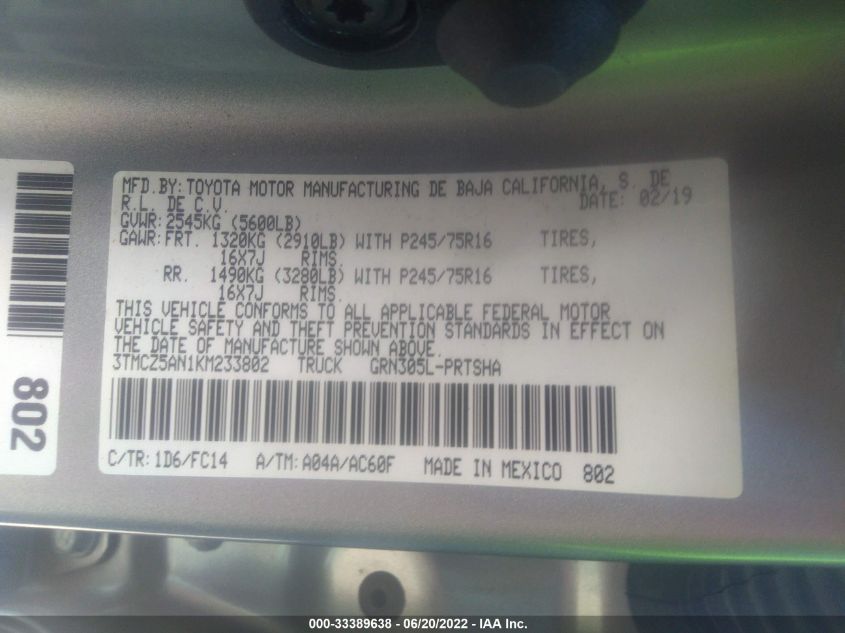 MFD.BY: TOYOTA MOTOR MANUFACTURING DE BAJA CALIFORNIA, S. DE
R.L. DE C.V. DATE: 02/19
GVWR: 2545KG (5600LB)
GAWR: FRT. 1320KG (2910LB) WITH P245/75R16 TIRES,
16X7J RIMS.
RR. 1490KG (3280LB) WITH P245/75R16 TIRES,
16X7J RIMS.
THIS VEHICLE CONFORMS TO ALL APPLICABLE FEDERAL MOTOR
VEHICLE SAFETY AND THEFT PREVENTION STANDARDS IN EFFECT ON
THE DATE OF MANUFACTURE SHOWN ABOVE.
3TMCZ5AN1KM233802 TRUCK GRN305L-PRTSHA
C/TR: 1D6/FC14 A/TM: A04A/AC60F MADE IN MEXICO 802
802
000-33389638 - 06/20/2022 - IAA Inc.